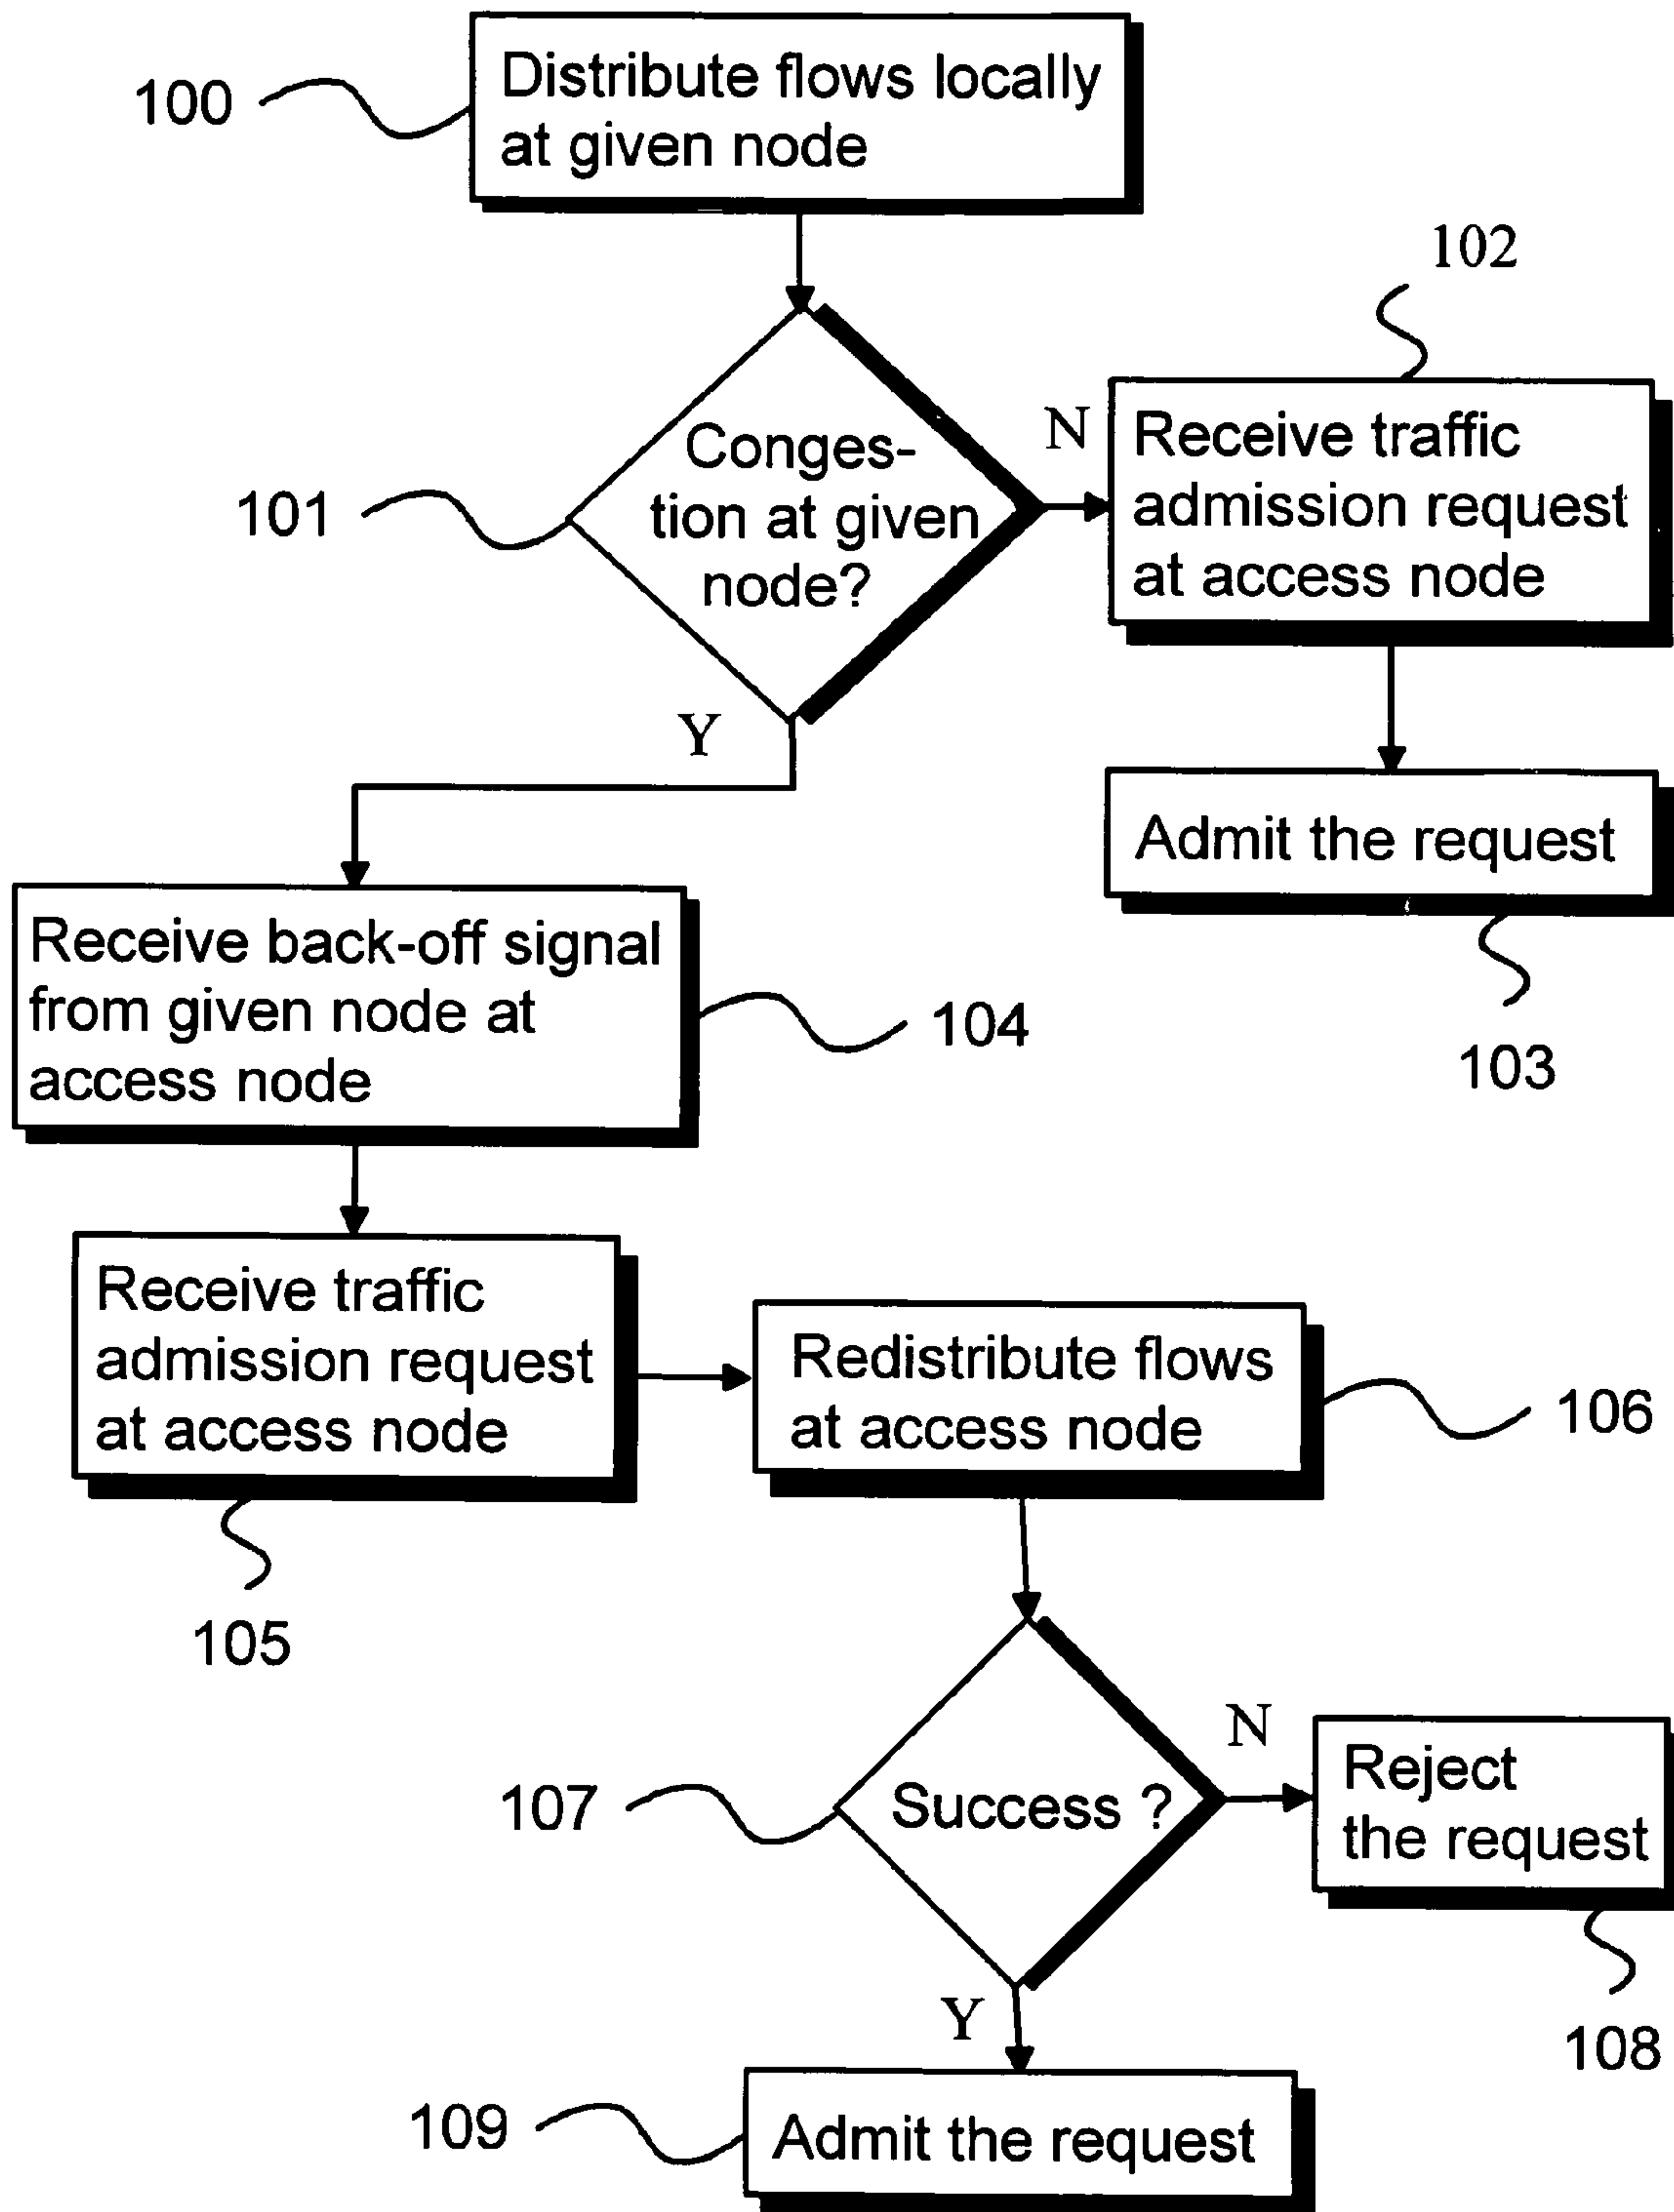 Distribute flows locally
at given node
100
102
Conges-
tion at given
node?
101
N
Receive traffic
admission request
at access node
Y
Admit the request
103
Receive back-off signal
from given node at
access node
104
Receive traffic
admission request
at access node
105
Redistribute flows
at access node
106
Success ?
107
N
Reject
the request
108
Y
Admit the request
109